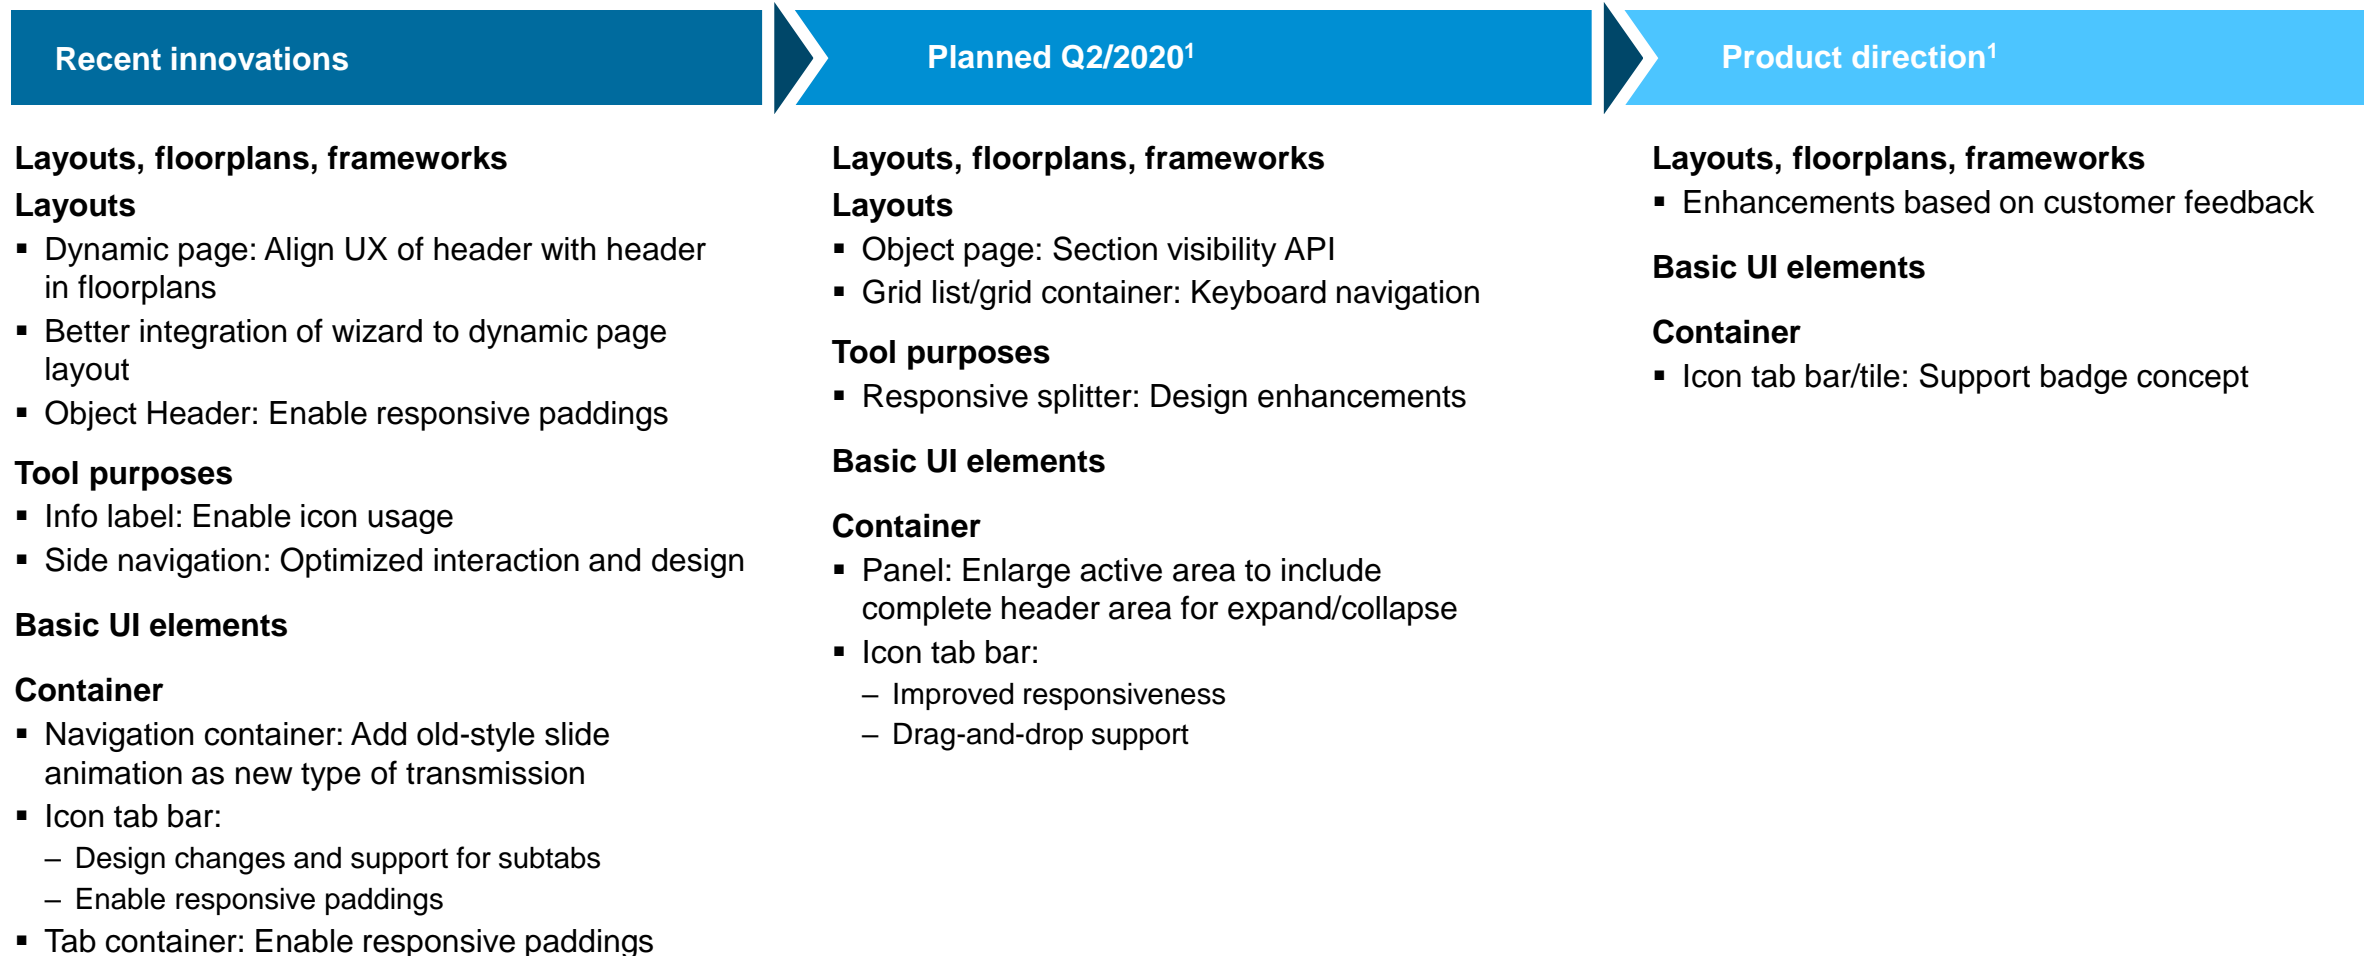 Recent innovations
Planned Q2/2020¹
Product direction¹
Layouts, floorplans, frameworks
Layouts
▪ Dynamic page: Align UX of header with header
in floorplans
▪ Better integration of wizard to dynamic page
layout
▪ Object Header: Enable responsive paddings
Tool purposes
▪ Info label: Enable icon usage
▪ Side navigation: Optimized interaction and design
Basic UI elements
Container
▪ Navigation container: Add old-style slide
animation as new type of transmission
▪ Icon tab bar:
– Design changes and support for subtabs
– Enable responsive paddings
▪ Tab container: Enable responsive paddings
Layouts, floorplans, frameworks
Layouts
▪ Object page: Section visibility API
▪ Grid list/grid container: Keyboard navigation
Tool purposes
▪ Responsive splitter: Design enhancements
Basic UI elements
Container
▪ Panel: Enlarge active area to include
complete header area for expand/collapse
▪ Icon tab bar:
– Improved responsiveness
– Drag-and-drop support
Layouts, floorplans, frameworks
▪ Enhancements based on customer feedback
Basic UI elements
Container
▪ Icon tab bar/tile: Support badge concept